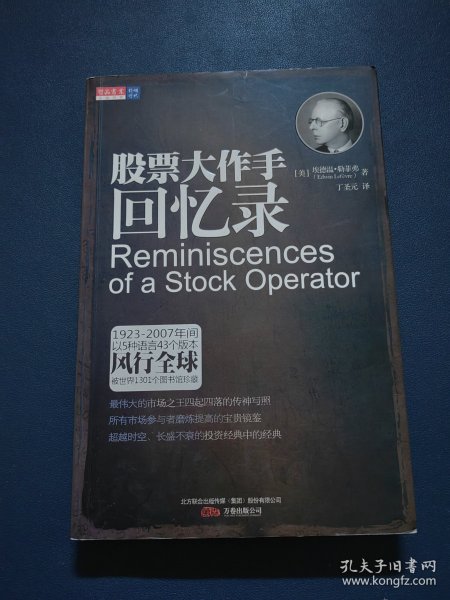 股票大作手
回忆录
[美] 埃德温·勒菲弗 著
(Edwin Lefèvre)
丁圣元 译
Reminiscences
of a Stock Operator
1923-2007年间
以5种语言43个版本
风行全球
被世界1301个图书馆珍藏
最伟大的市场之王四起四落的传神写照
所有市场参与者磨炼提高的宝贵镜鉴
超越时空、长盛不衰的投资经典中的经典
北方联合出版传媒(集团)股份有限公司
万卷出版公司
孔夫子旧书网
www.kongfz.com